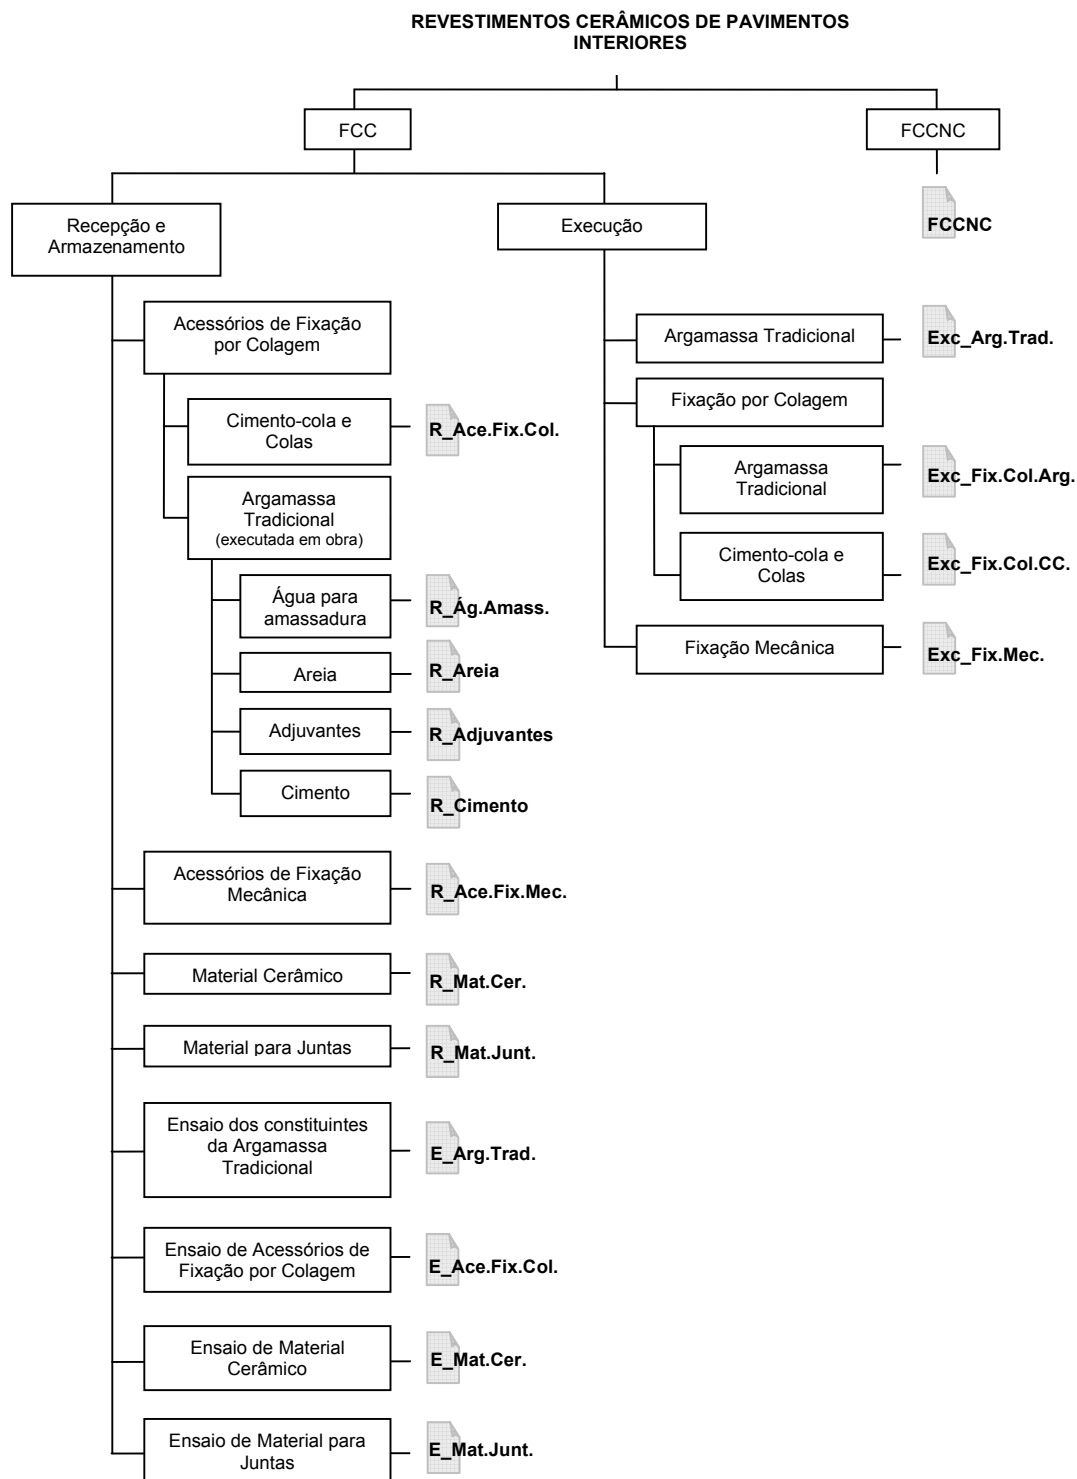 REVESTIMENTOS CERÂMICOS DE PAVIMENTOS
INTERIORES
FCC
FCCNC
Recepção e
Armazenamento
Execução
FCCNC
Acessórios de Fixação
por Colagem
Cimento-cola e
Colas
R_Ace.Fix.Col.
Argamassa
Tradicional
(executada em obra)
Água para
amassadura
R_Ág.Amass.
Areia
R_Areia
Adjuvantes
R_Adjuvantes
Cimento
R_Cimento
Acessórios de Fixação
Mecânica
R_Ace.Fix.Mec.
Material Cerâmico
R_Mat.Cer.
Material para Juntas
R_Mat.Junt.
Ensaio dos constituintes
da Argamassa
Tradicional
E_Arg.Trad.
Ensaio de Acessórios de
Fixação por Colagem
E_Ace.Fix.Col.
Ensaio de Material
Cerâmico
E_Mat.Cer.
Ensaio de Material para
Juntas
E_Mat.Junt.
Argamassa Tradicional
Exc_Arg.Trad.
Fixação por Colagem
Argamassa
Tradicional
Exc_Fix.Col.Arg.
Cimento-cola e
Colas
Exc_Fix.Col.CC.
Fixação Mecânica
Exc_Fix.Mec.